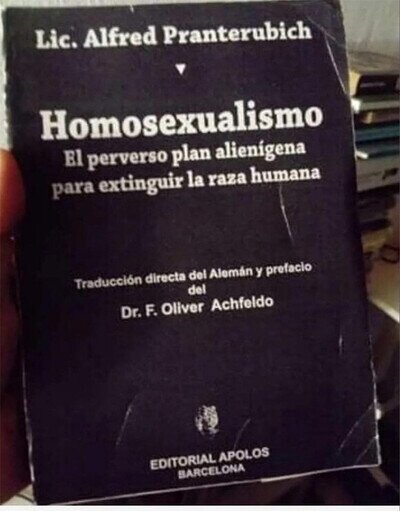 Lic. Alfred Pranterubich
Homosexualismo
El perverso plan alienígena
para extinguir la raza humana
Traducción directa del Alemán y prefacio
del
Dr. F. Oliver Achfeldo
EDITORIAL APOLOS
BARCELONA